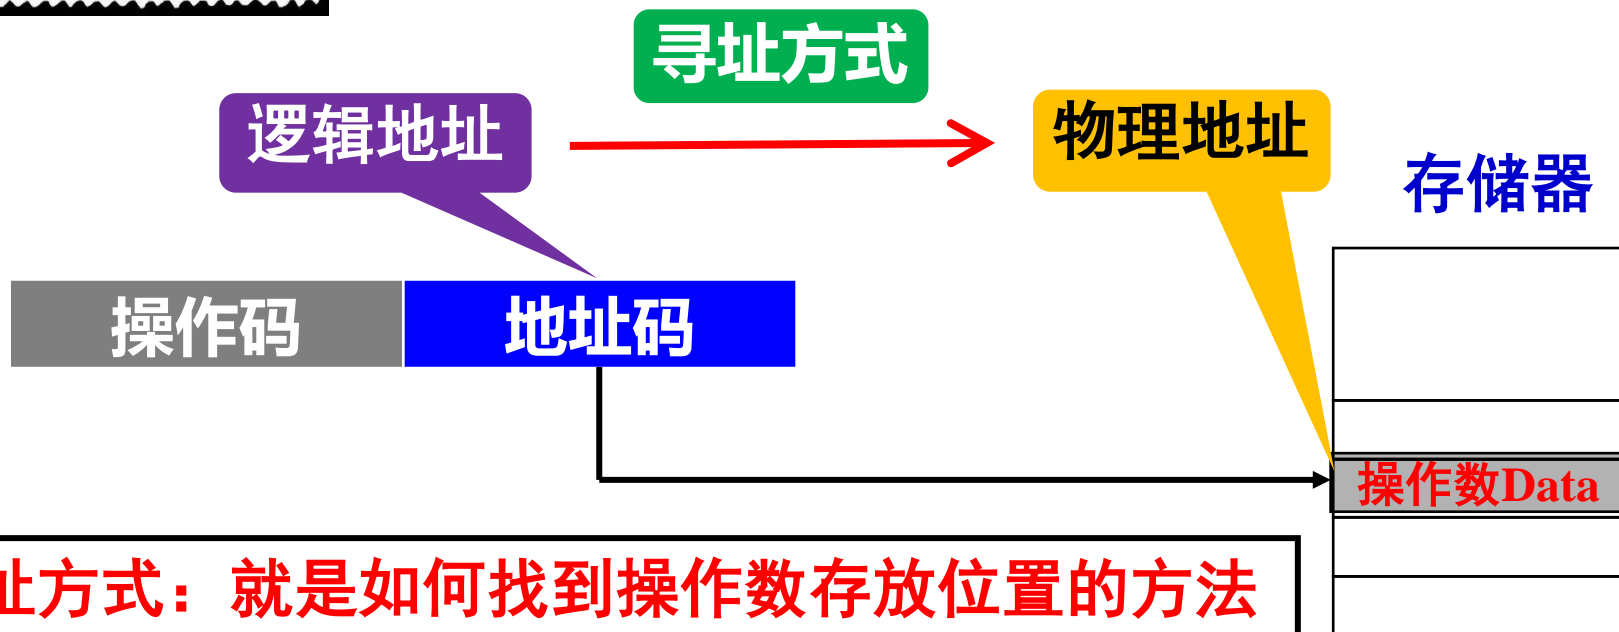 寻址方式
逻辑地址
物理地址
存储器
操作码
地址码
操作数Data
址方式：就是如何找到操作数存放位置的方法